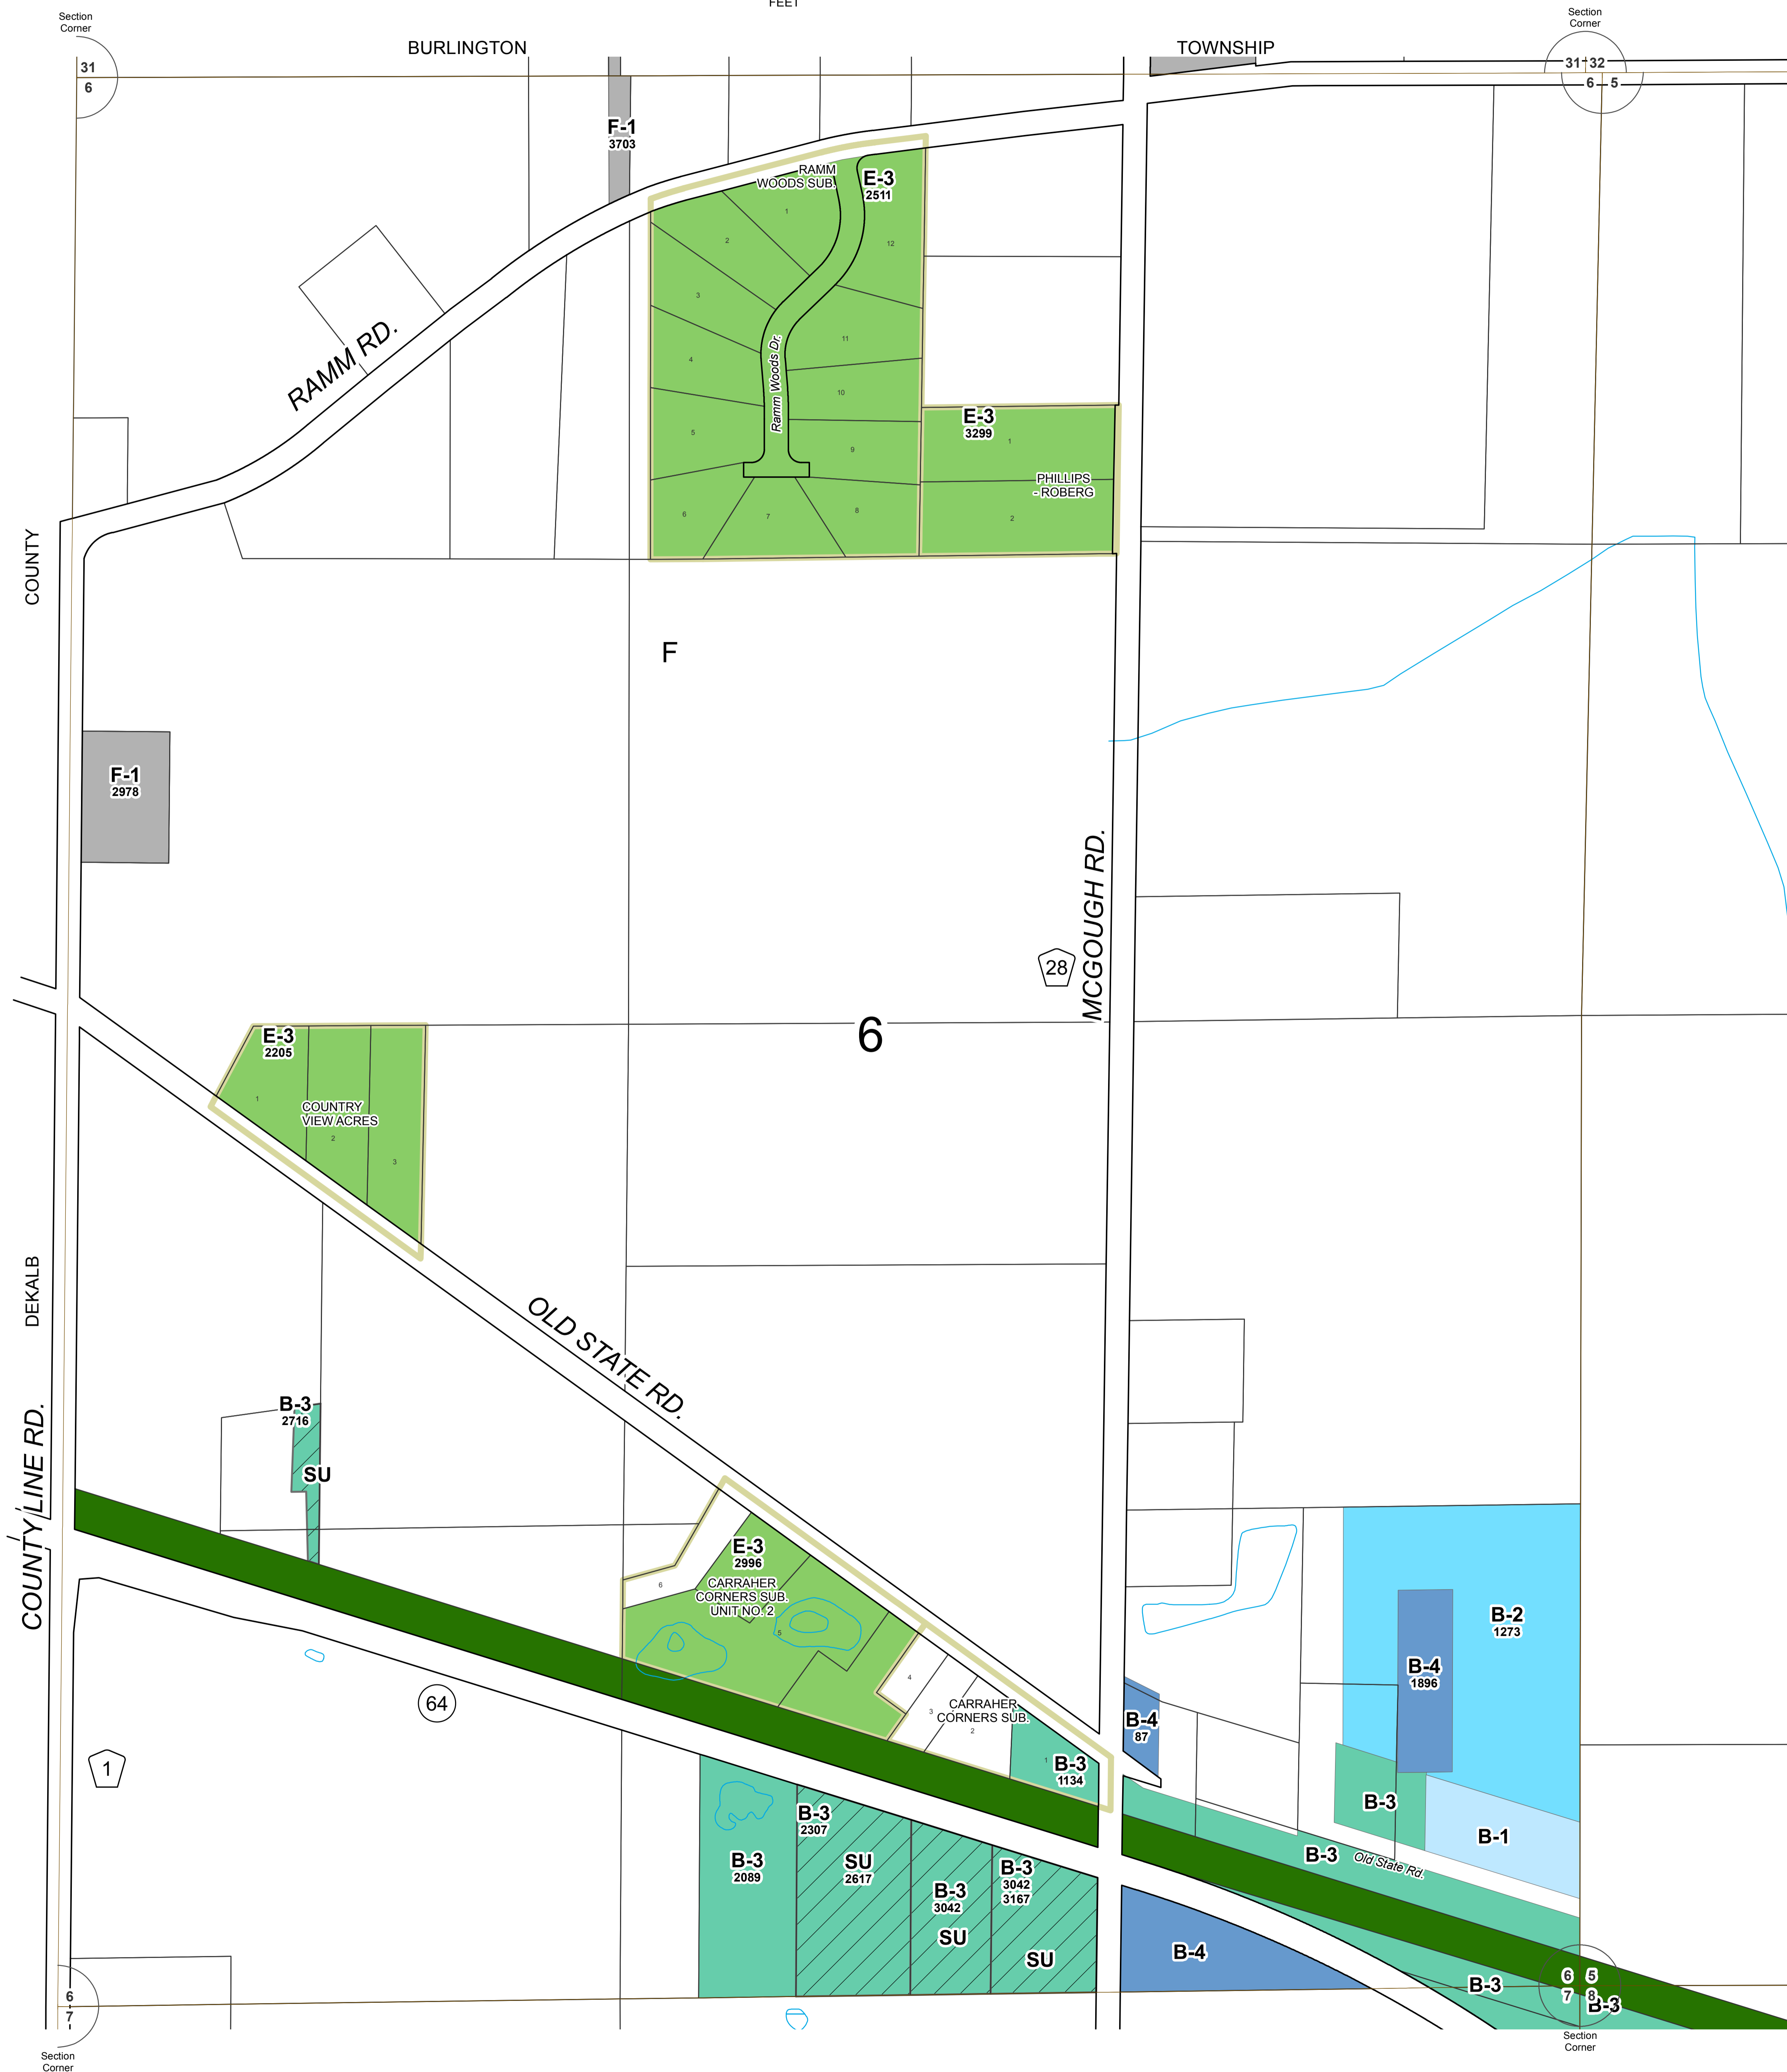 FEET
Section
Corner
Section
Corner
BURLINGTON
TOWNSHIP
31
6
31 32
6 5
F-1
3703
RAMM
WOODS SUB.
E-3
2511
1
2
12
3
11
4
10
5
9
6
7
8
Ramm Woods Dr.
RAMM RD.
E-3
3299
1
PHILLIPS
- ROBERG
2
COUNTY
F
F-1
2978
MCGOUGH RD.
28
6
E-3
2205
1
COUNTRY
VIEW ACRES
2
3
DEKALB
OLD STATE RD.
COUNTY LINE RD.
B-3
2716
SU
E-3
2996
6
CARRAHER
CORNERS SUB.
UNIT NO. 2
5
4
3
CARRAHER
CORNERS SUB.
2
1
B-3
1134
B-2
1273
B-4
1896
B-4
87
64
1
B-3
B-1
B-3
Old State Rd.
B-3
2307
B-3
2089
SU
2617
B-3
3042
SU
B-3
3042
3167
SU
B-4
B-3
6 5
7 8
B-3
6
7
Section
Corner
Section
Corner